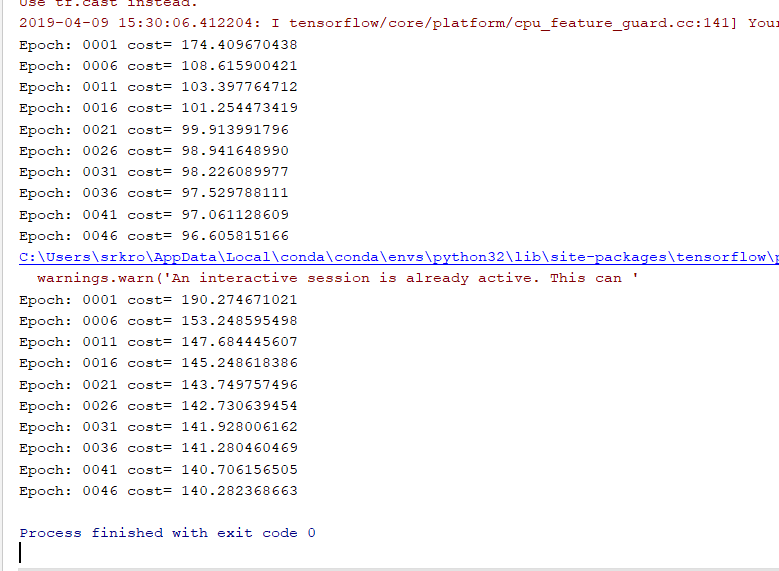 Use tf.cast instead.
2019-04-09 15:30:06.412204: I tensorflow/core/platform/cpu_feature_guard.cc:141] Your
Epoch: 0001 cost= 174.409670438
Epoch: 0006 cost= 108.615900421
Epoch: 0011 cost= 103.397764712
Epoch: 0016 cost= 101.254473419
Epoch: 0021 cost= 99.913991796
Epoch: 0026 cost= 98.941648990
Epoch: 0031 cost= 98.226089977
Epoch: 0036 cost= 97.529788111
Epoch: 0041 cost= 97.061128609
Epoch: 0046 cost= 96.605815166
C:\Users\srkro\AppData\Local\conda\conda\envs\python32\lib\site-packages\tensorflow\p
  warnings.warn('An interactive session is already active. This can '
Epoch: 0001 cost= 190.274671021
Epoch: 0006 cost= 153.248595498
Epoch: 0011 cost= 147.684445607
Epoch: 0016 cost= 145.248618386
Epoch: 0021 cost= 143.749757496
Epoch: 0026 cost= 142.730639454
Epoch: 0031 cost= 141.928006162
Epoch: 0036 cost= 141.280460469
Epoch: 0041 cost= 140.706156505
Epoch: 0046 cost= 140.282368663
Process finished with exit code 0